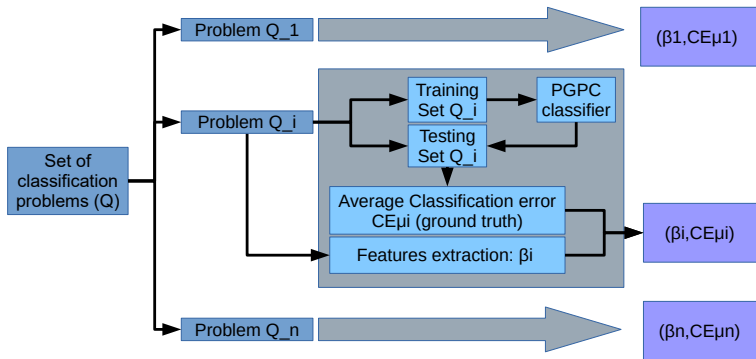 Problem Q_1
(β1,CEμ1)
Training
Set Q_i
PGPC
classifier
Problem Q_i
Testing
Set Q_i
Set of
classification
problems (Q)
Average Classification error
CEμi (ground truth)
(βi,CEμi)
Features extraction: βi
Problem Q_n
(βn,CEμn)